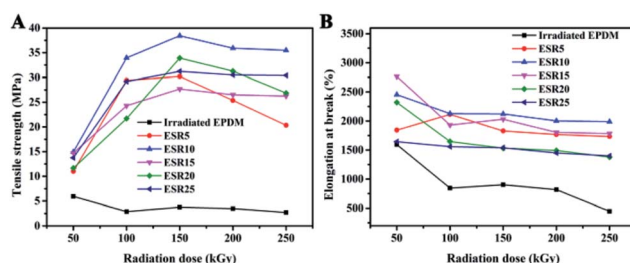 A
B
Tensile strength (MPa)
40
35
30
25
20
15
10
5
0
Irradiated EPDM
ESR5
ESR10
ESR15
ESR20
ESR25
50 100 150 200 250
Radiation dose (kGy)
Elongation at break (%)
3500
3000
2500
2000
1500
1000
500
Irradiated EPDM
ESR5
ESR10
ESR15
ESR20
ESR25
50 100 150 200 250
Radiation dose (kGy)